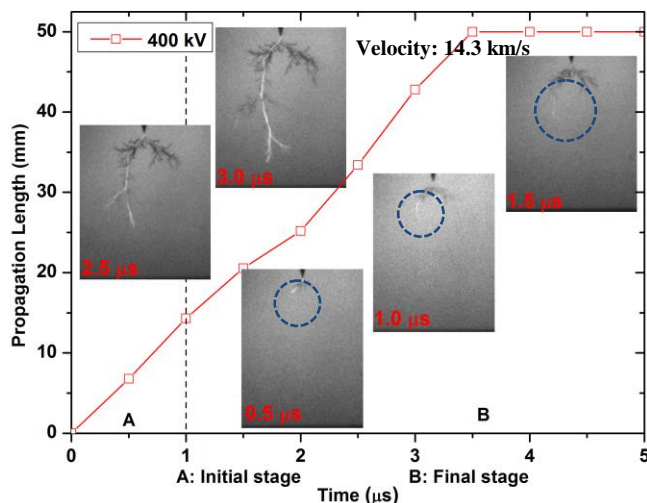 400 kV
Velocity: 14.3 km/s
50
40
30
20
10
0
Propagation Length (mm)
3.0 μs
2.5 μs
1.5 μs
1.0 μs
0.5 μs
A
B
0 1 2 3 4 5
A: Initial stage B: Final stage
Time (μs)